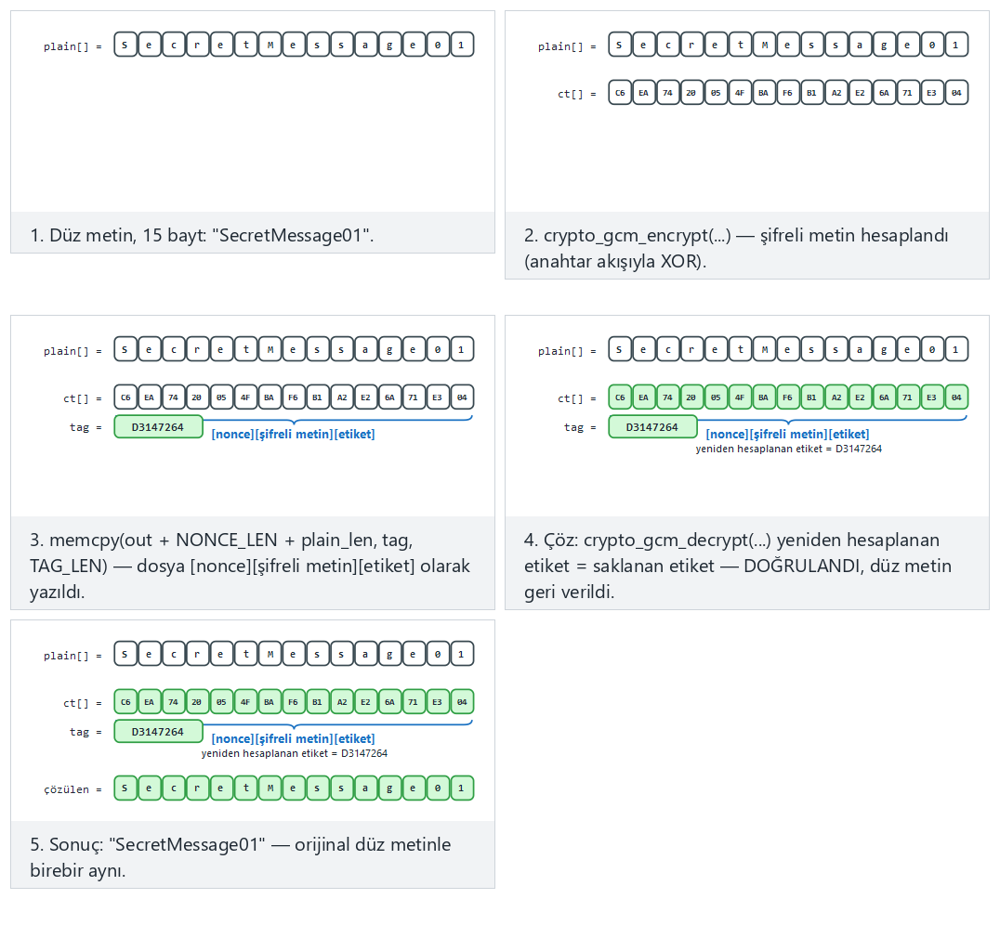 plain[] = S e c r e t M e s s a g e 0 1
1. Düz metin, 15 bayt: "SecretMessage01".
plain[] = S e c r e t M e s s a g e 0 1
ct[] = C6 EA 74 20 05 4F BA F6 B1 A2 E2 6A 71 E3 04
2. crypto_gcm_encrypt(...) — şifreli metin hesaplandı
(anahtar akışıyla XOR).
plain[] = S e c r e t M e s s a g e 0 1
ct[] = C6 EA 74 20 05 4F BA F6 B1 A2 E2 6A 71 E3 04
tag = D3147264
[nonce][şifreli metin][etiket]
3. memcpy(out + NONCE_LEN + plain_len, tag,
TAG_LEN) — dosya [nonce][şifreli metin][etiket] olarak
yazıldı.
plain[] = S e c r e t M e s s a g e 0 1
ct[] = C6 EA 74 20 05 4F BA F6 B1 A2 E2 6A 71 E3 04
tag = D3147264
[nonce][şifreli metin][etiket]
yeniden hesaplanan etiket = D3147264
4. Çöz: crypto_gcm_decrypt(...) yeniden hesaplanan
etiket = saklanan etiket — DOĞRULANDI, düz metin
geri verildi.
plain[] = S e c r e t M e s s a g e 0 1
ct[] = C6 EA 74 20 05 4F BA F6 B1 A2 E2 6A 71 E3 04
tag = D3147264
[nonce][şifreli metin][etiket]
yeniden hesaplanan etiket = D3147264
çözülen = S e c r e t M e s s a g e 0 1
5. Sonuç: "SecretMessage01" — orijinal düz metinle
birebir aynı.